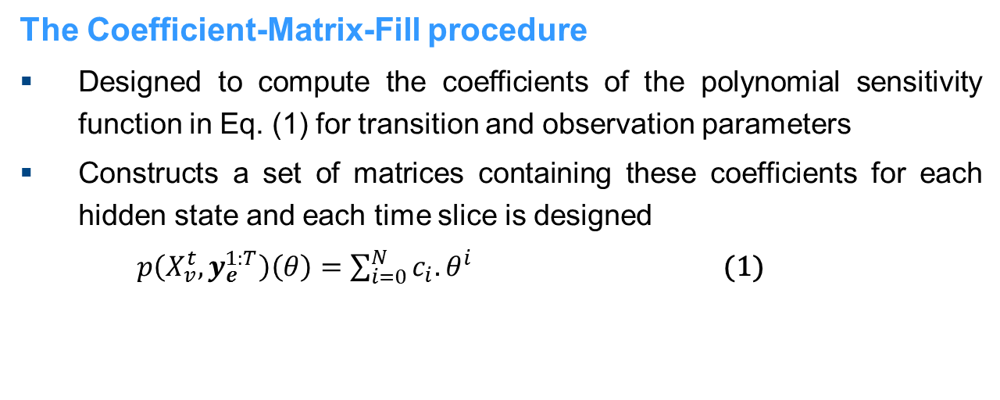 The Coefficient-Matrix-Fill procedure
▪ Designed to compute the coefficients of the polynomial sensitivity
function in Eq. (1) for transition and observation parameters
▪ Constructs a set of matrices containing these coefficients for each
hidden state and each time slice is designed
$p(X_v^t, \boldsymbol{y}_e^{1:T})(\theta) = \sum_{i=0}^{N} c_i . \theta^i$ (1)